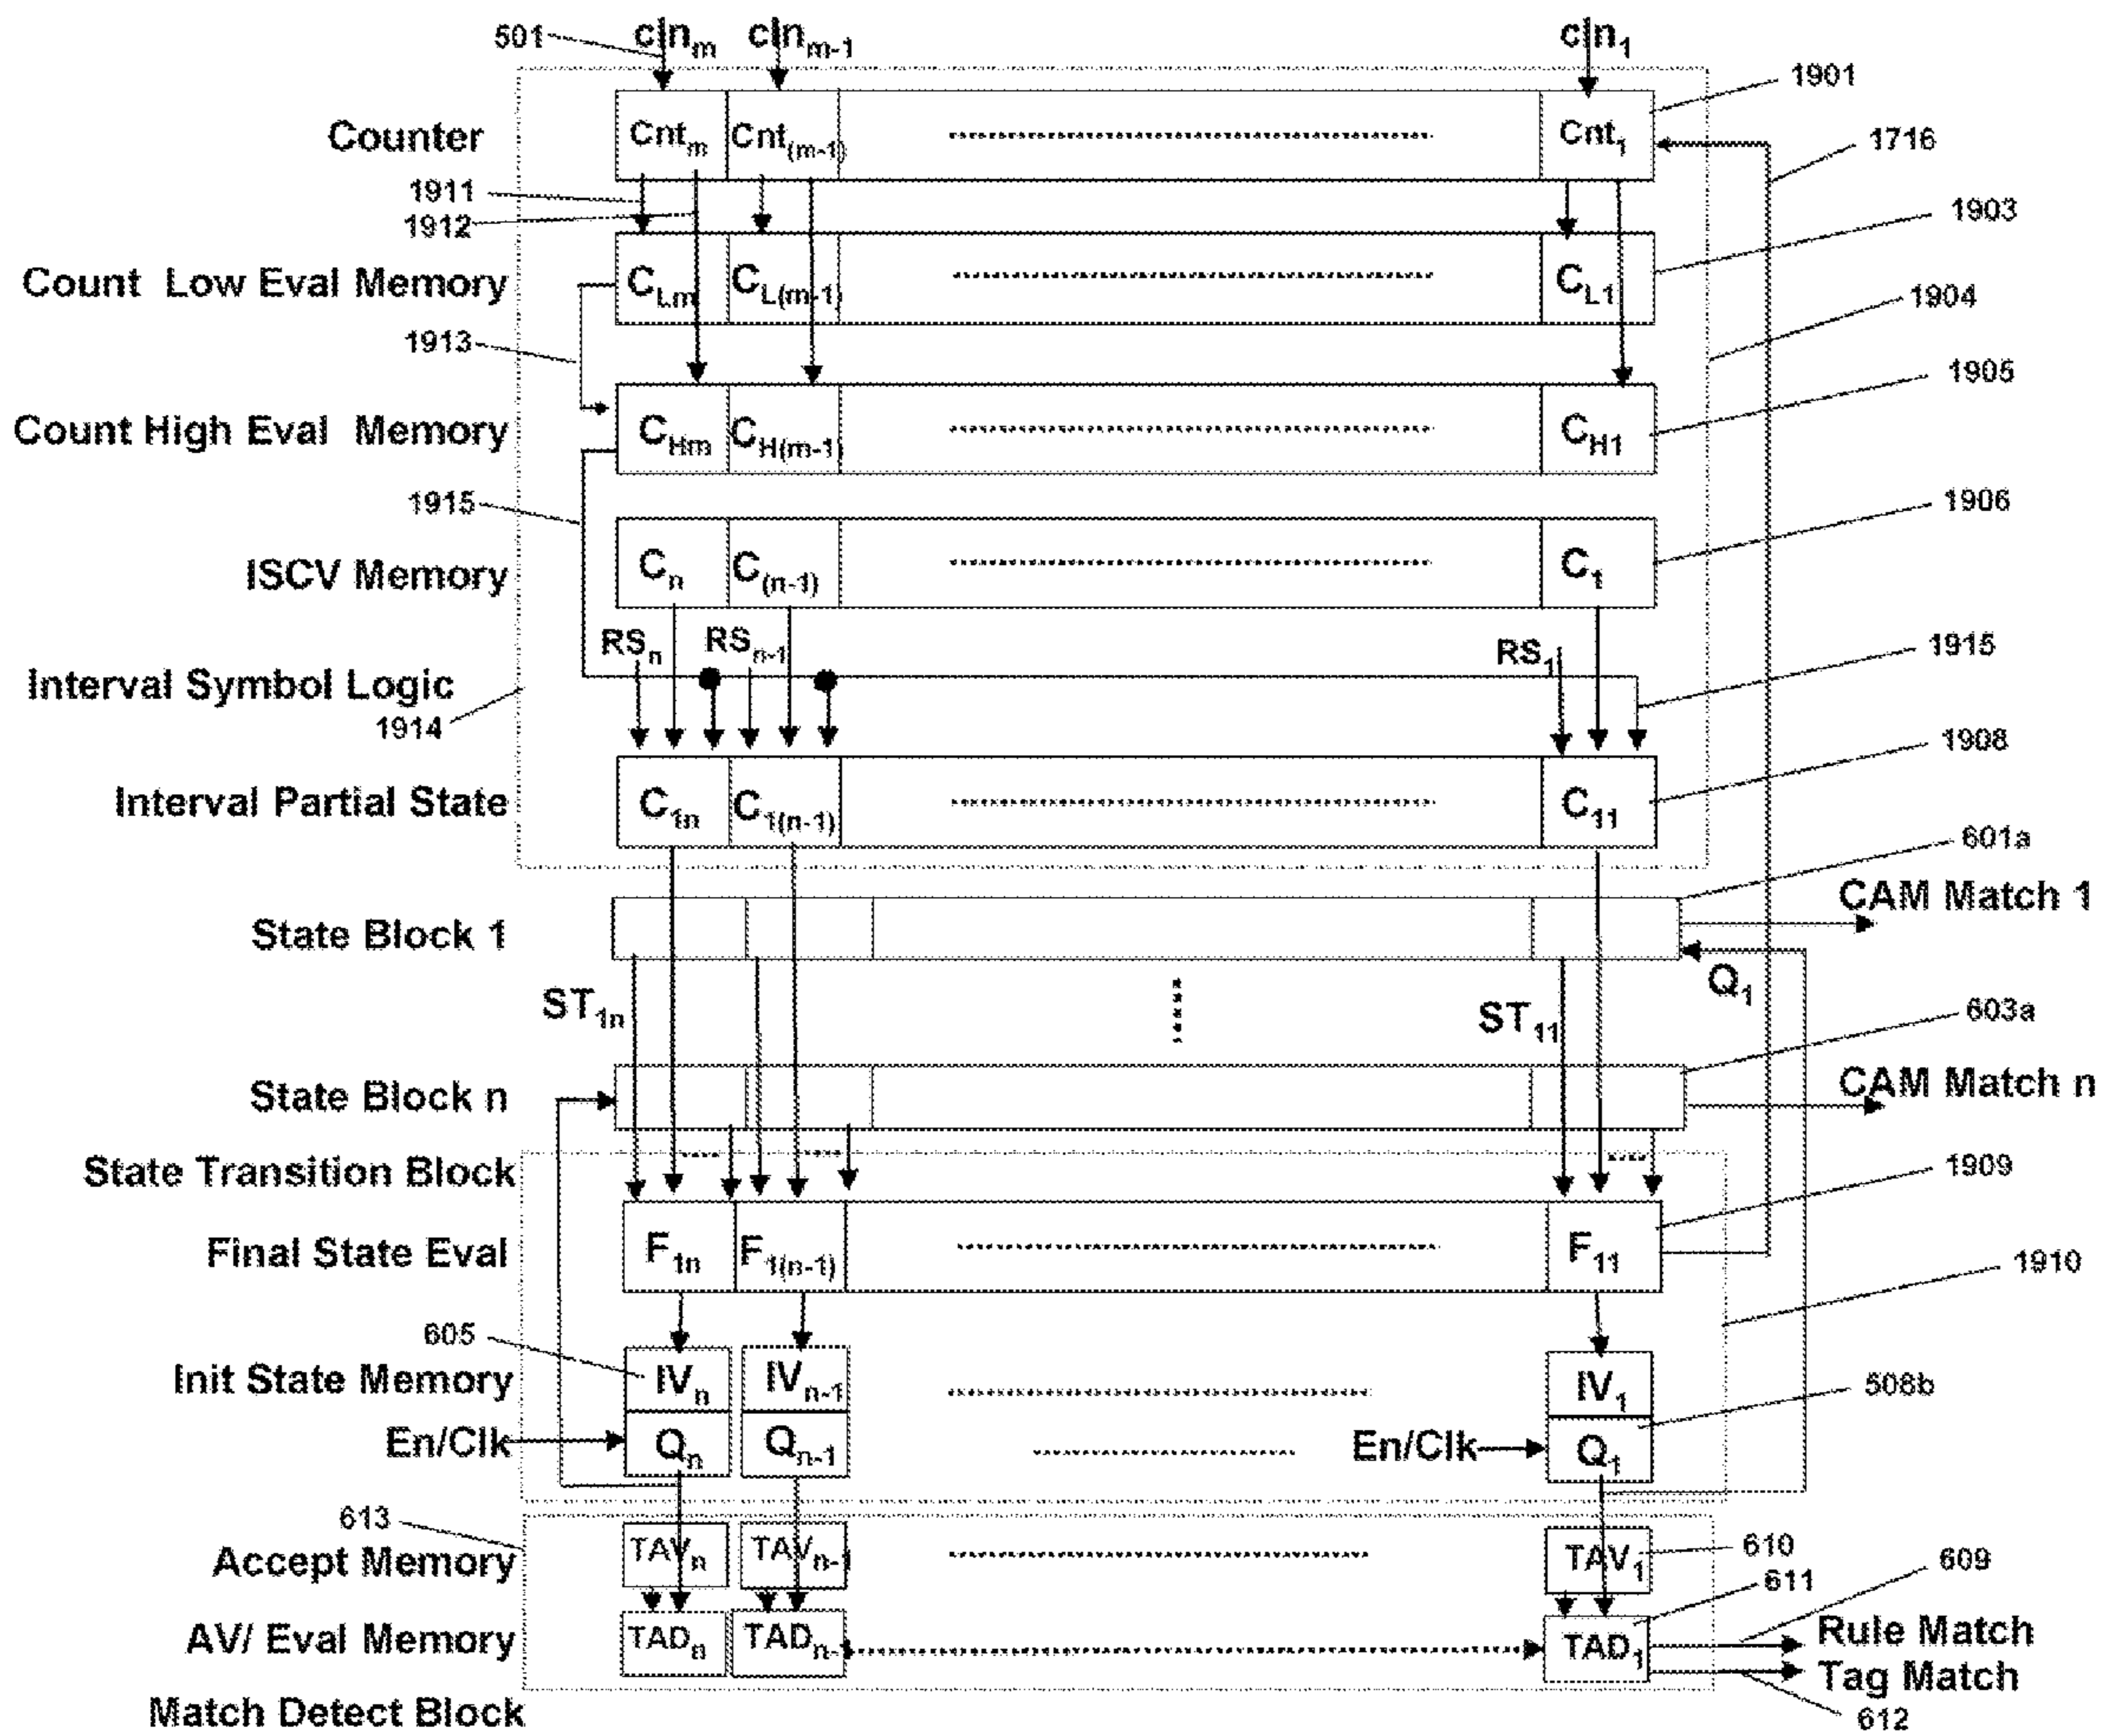 501 cin_m cin_m-1 cin_1
1901
Counter Cnt_m Cnt_(m-1) Cnt_1
1716
1911
1912
1903
Count Low Eval Memory C_Lm C_L(m-1) C_L1
1904
1913
1905
Count High Eval Memory C_Hm C_H(m-1) C_H1
1915
1906
ISCV Memory C_n C_(n-1) C_1
RS_n RS_n-1 RS_1
1915
Interval Symbol Logic
1914
1908
Interval Partial State C_1n C_1(n-1) C_11
601a
CAM Match 1
State Block 1
Q_1
ST_1n ST_11
603a
State Block n
CAM Match n
State Transition Block
1909
Final State Eval F_1n F_1(n-1) F_11
1910
605
Init State Memory IV_n IV_n-1 IV_1
508b
En/Clk Q_n Q_n-1 En/Clk Q_1
613
Accept Memory TAV_n TAV_n-1 TAV_1
610
609
611
AV/ Eval Memory TAD_n TAD_n- TAD_1
Rule Match
Tag Match
Match Detect Block
612